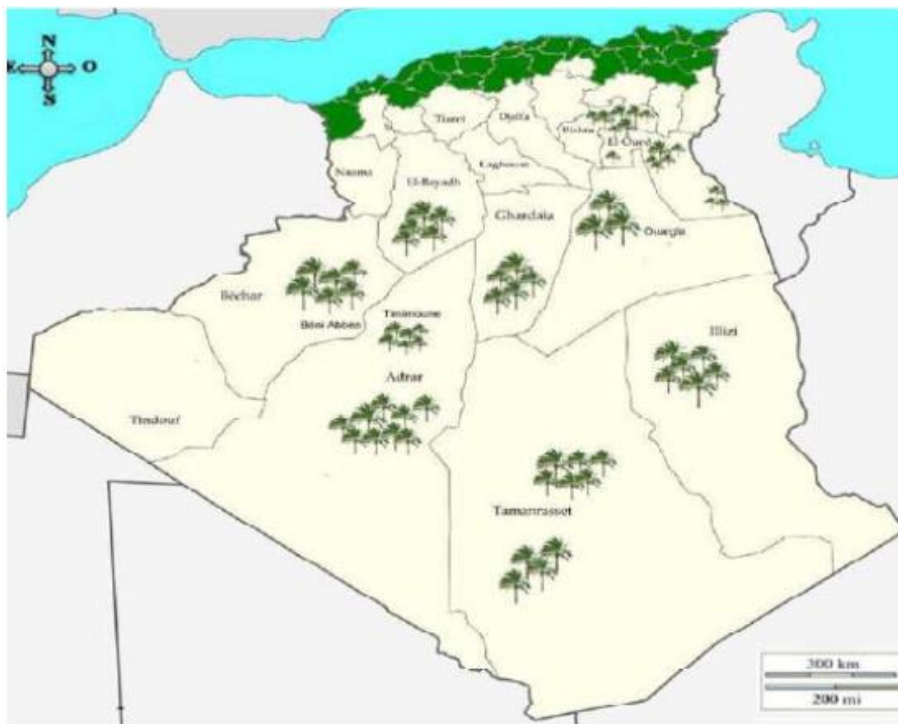 N
E O
S
Tiaret
Djelfa
Biskra
El-Oued
Naama
El-Bayadh
Laghouat
Ghardaia
Ouargla
Béchar
Béni Abbes
Timimoune
Illizi
Adrar
Tindouf
Tamanrasset
300 km
200 mi